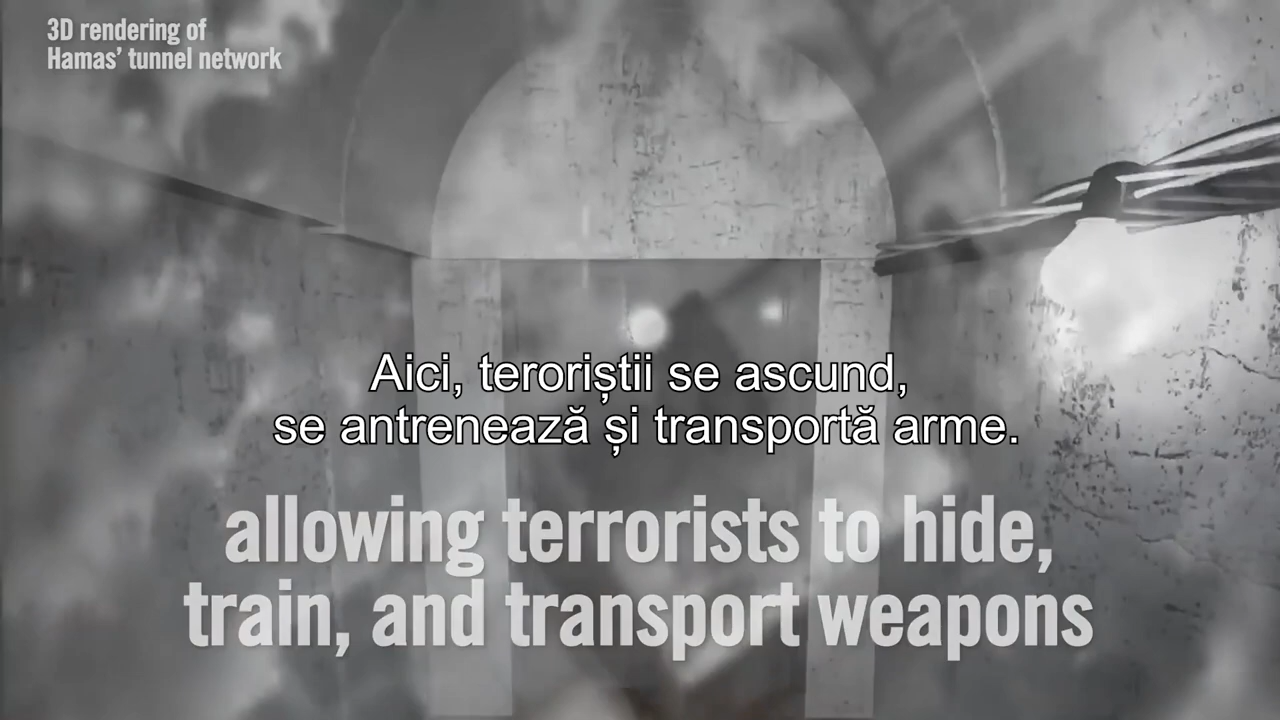 3D rendering of
Hamas' tunnel network
Aici, teroriștii se ascund,
se antrenează și transportă arme.
allowing terrorists to hide,
train, and transport weapons